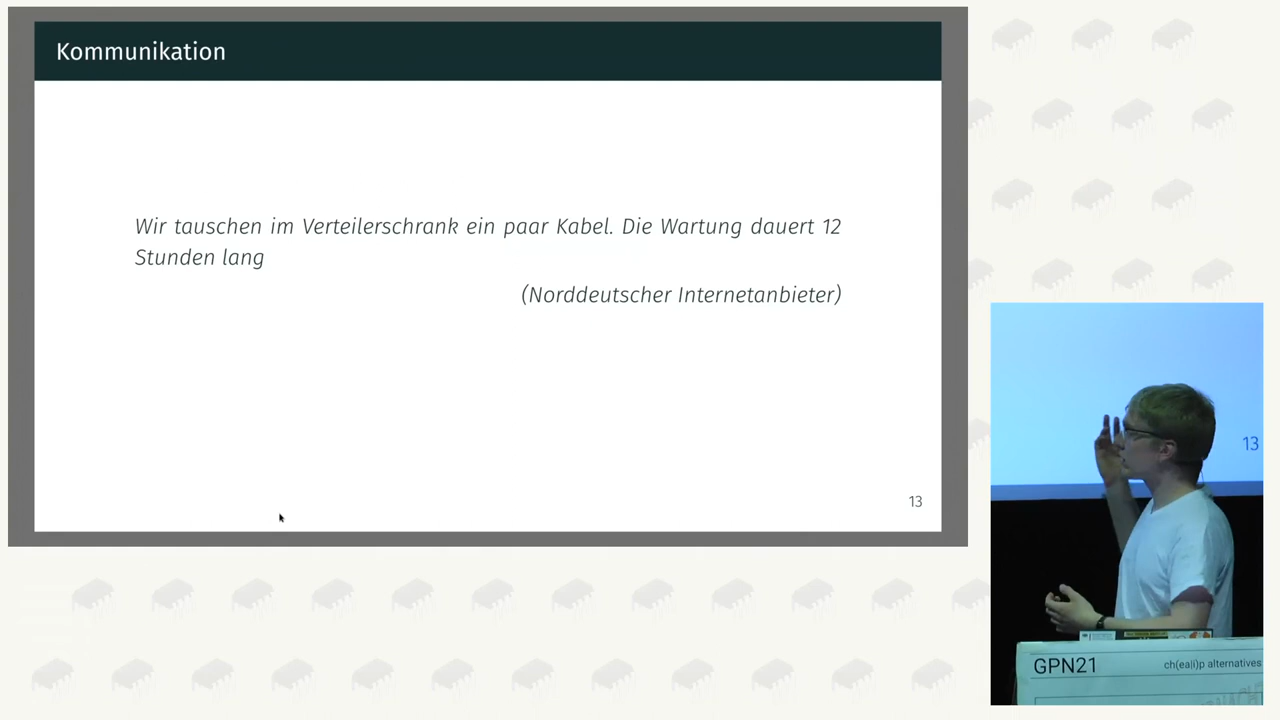 Kommunikation
Wir tauschen im Verteilerschrank ein paar Kabel. Die Wartung dauert 12
Stunden lang
(Norddeutscher Internetanbieter)
13
13
GPN21
ch(ea|i)p alternatives